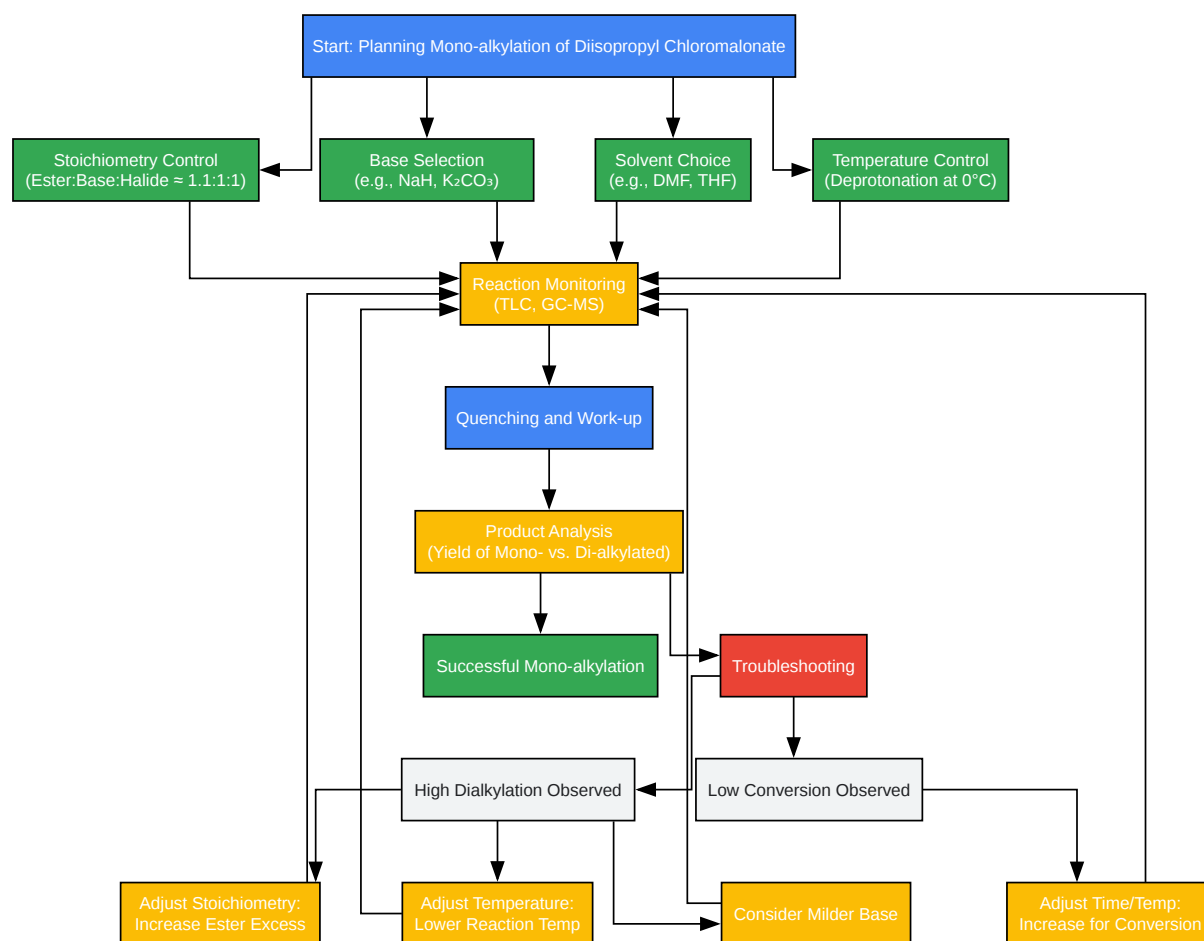 Start: Planning Mono-alkylation of Diisopropyl Chloromalonate
Stoichiometry Control
(Ester:Base:Halide ≈ 1.1:1:1)
Base Selection
(e.g., NaH, K₂CO₃)
Solvent Choice
(e.g., DMF, THF)
Temperature Control
(Deprotonation at 0°C)
Reaction Monitoring
(TLC, GC-MS)
Quenching and Work-up
Product Analysis
(Yield of Mono- vs. Di-alkylated)
Successful Mono-alkylation
Troubleshooting
High Dialkylation Observed
Low Conversion Observed
Adjust Stoichiometry:
Increase Ester Excess
Adjust Temperature:
Lower Reaction Temp
Consider Milder Base
Adjust Time/Temp:
Increase for Conversion